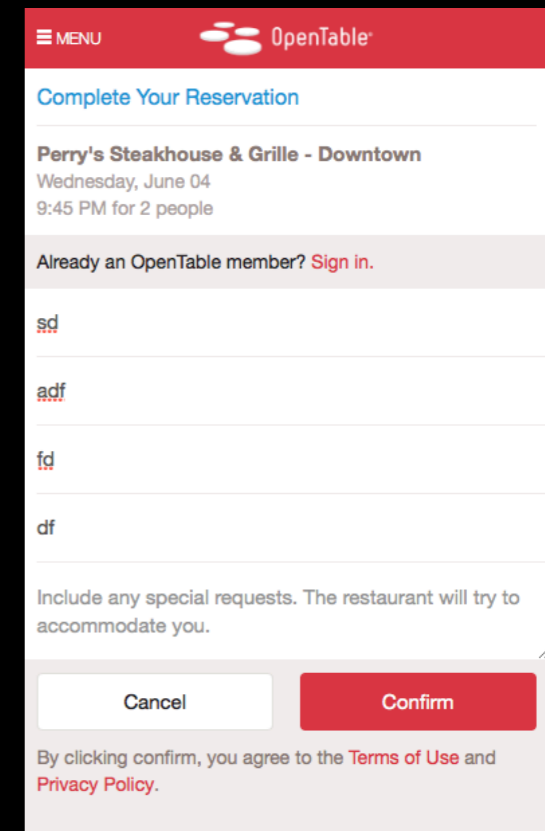 MENU OpenTable®
Complete Your Reservation
Perry's Steakhouse & Grille - Downtown
Wednesday, June 04
9:45 PM for 2 people
Already an OpenTable member? Sign in.
sd
adf
fd
df
Include any special requests. The restaurant will try to
accommodate you.
Cancel Confirm
By clicking confirm, you agree to the Terms of Use and
Privacy Policy.